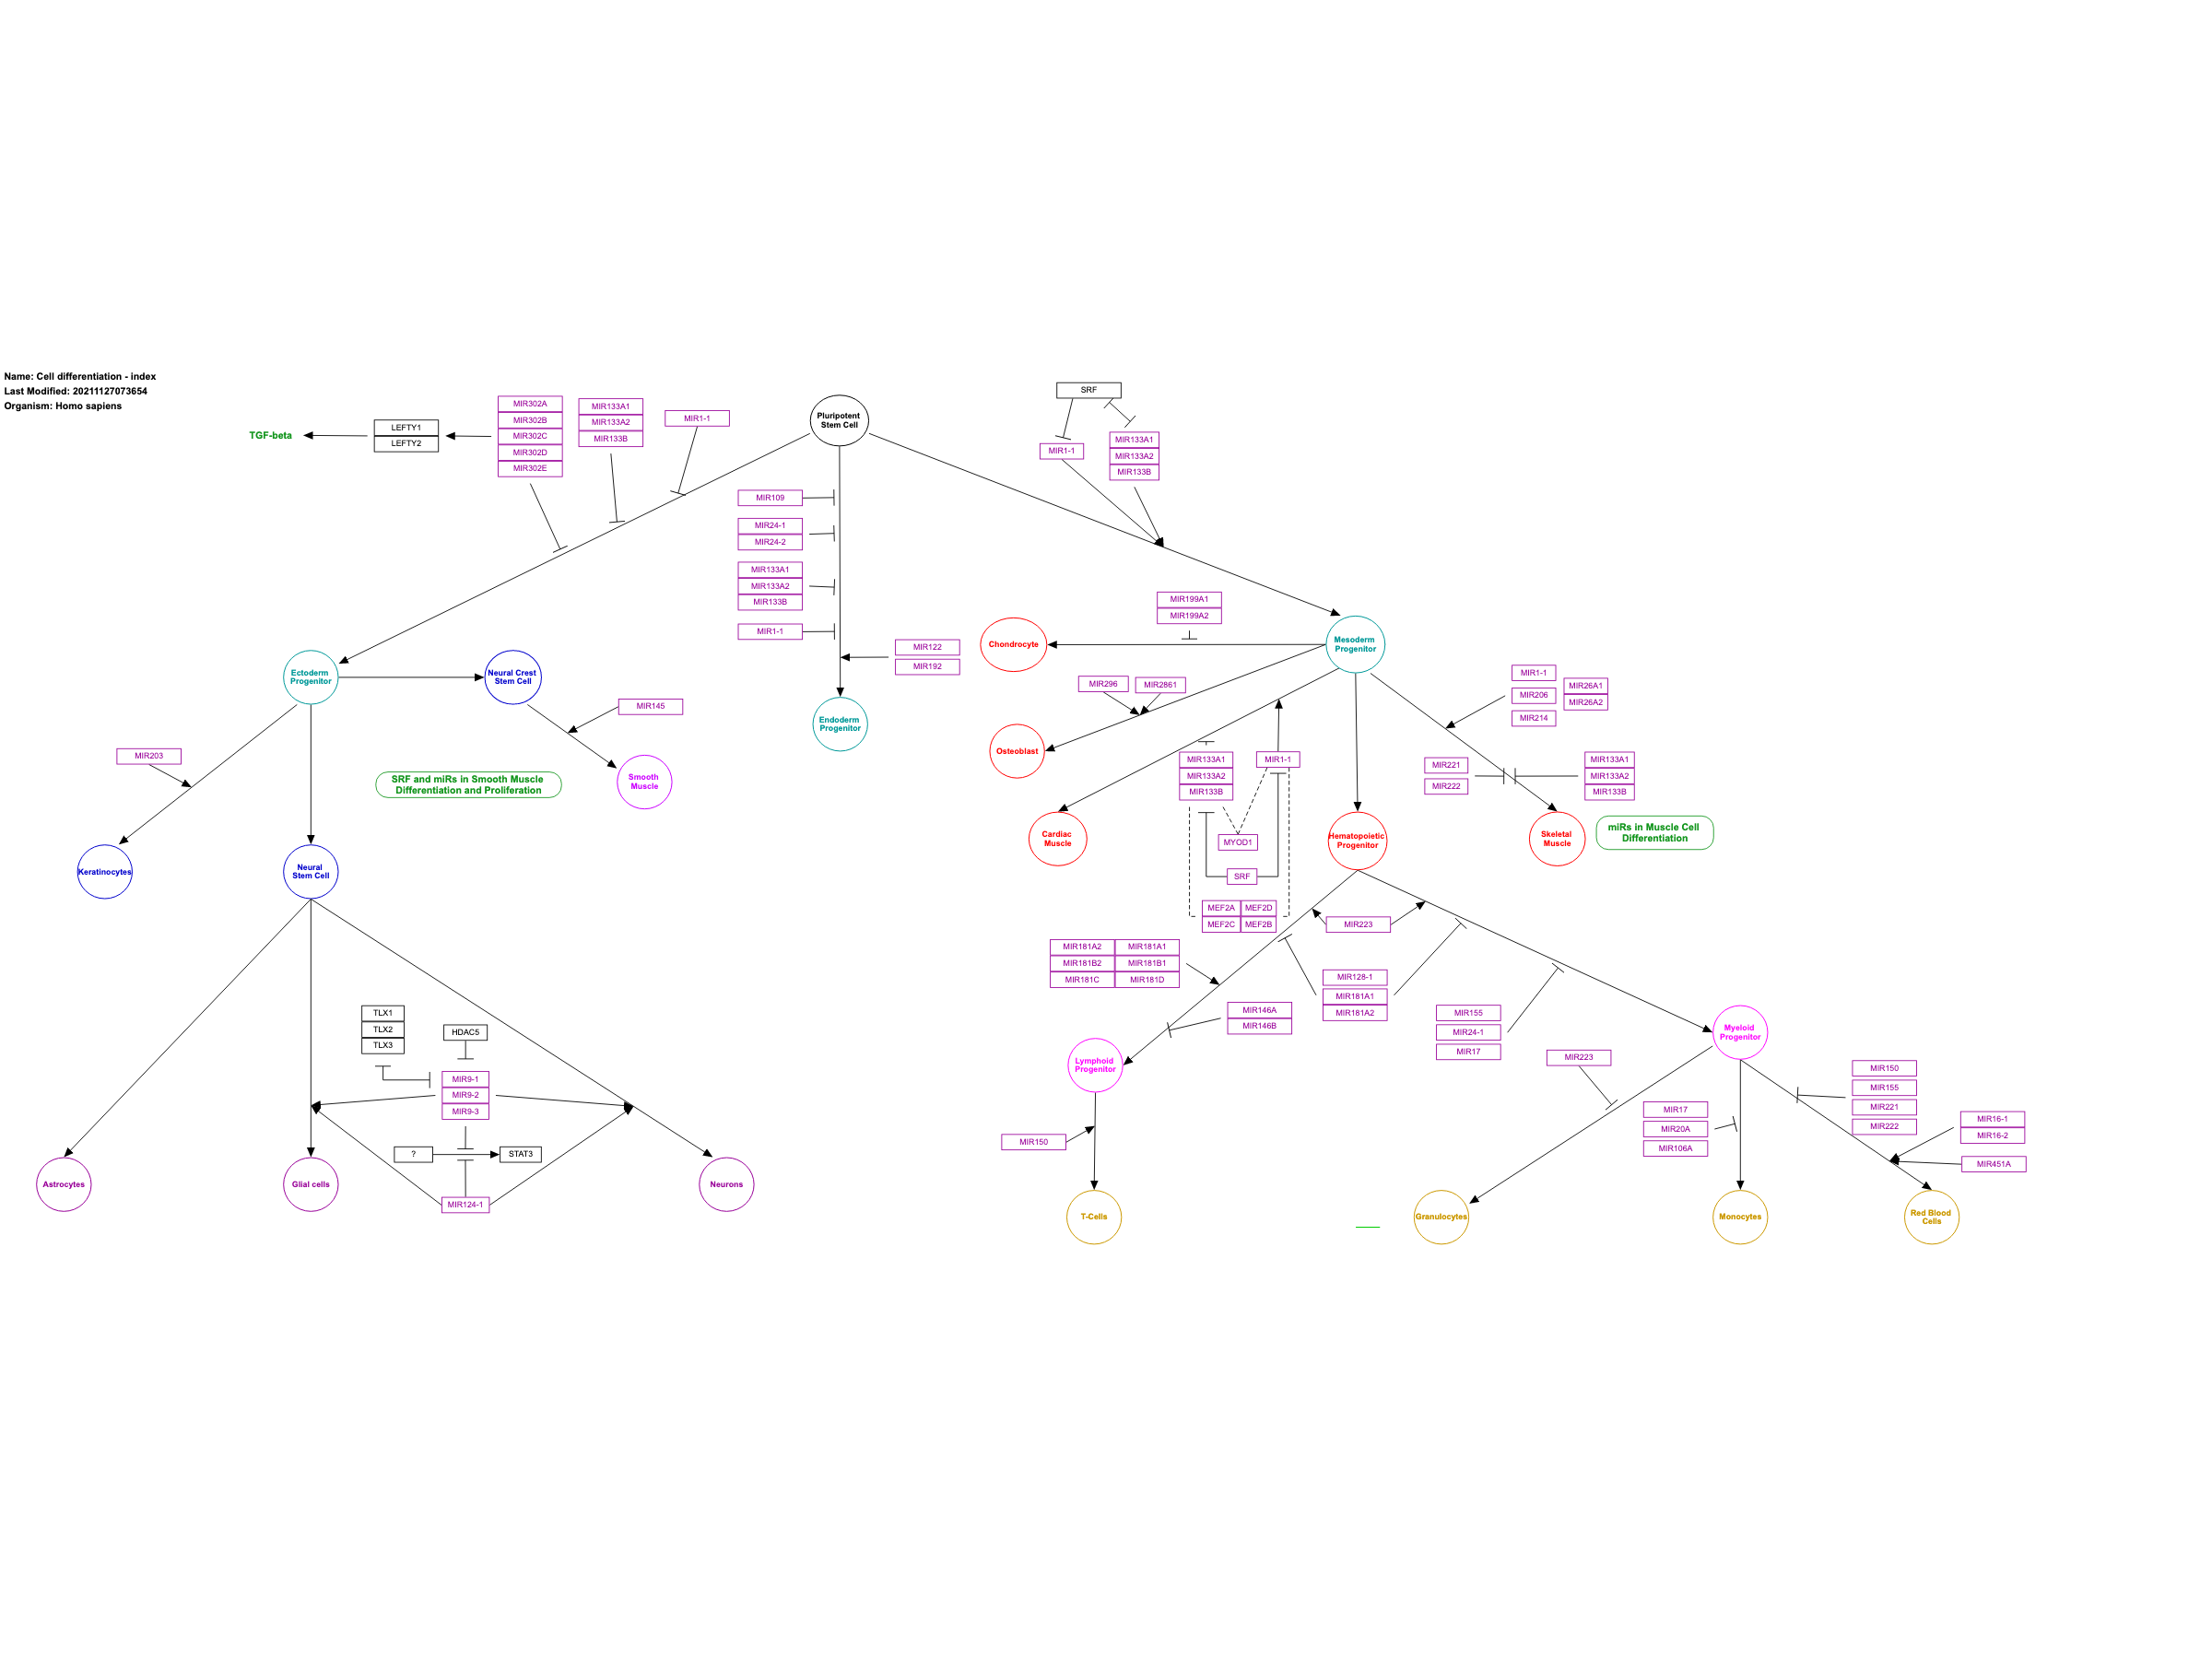 Name: Cell differentiation - index
Last Modified: 20211127073654
Organism: Homo sapiens
TGF-beta
LEFTY1
LEFTY2
MIR302A
MIR302B
MIR302C
MIR302D
MIR302E
MIR133A1
MIR133A2
MIR133B
MIR1-1
Pluripotent
Stem Cell
SRF
MIR1-1
MIR133A1
MIR133A2
MIR133B
MIR109
MIR24-1
MIR24-2
MIR133A1
MIR133A2
MIR133B
MIR1-1
MIR122
MIR192
MIR199A1
MIR199A2
Chondrocyte
Mesoderm
Progenitor
Ectoderm
Progenitor
Neural Crest
Stem Cell
MIR145
Endoderm
Progenitor
MIR296
MIR2861
Osteoblast
MIR1-1
MIR206
MIR214
MIR26A1
MIR26A2
MIR203
SRF and miRs in Smooth Muscle
Differentiation and Proliferation
Smooth
Muscle
MIR133A1
MIR133A2
MIR133B
MIR1-1
MIR221
MIR222
MIR133A1
MIR133A2
MIR133B
Cardiac
Muscle
MYOD1
Hematopoietic
Progenitor
Skeletal
Muscle
miRs in Muscle Cell
Differentiation
Keratinocytes
Neural
Stem Cell
SRF
MEF2A
MEF2D
MEF2C
MEF2B
MIR223
MIR181A2
MIR181A1
MIR181B2
MIR181B1
MIR181C
MIR181D
MIR128-1
MIR181A1
MIR181A2
MIR146A
MIR146B
MIR155
MIR24-1
MIR17
Myeloid
Progenitor
TLX1
TLX2
TLX3
HDAC5
MIR9-1
MIR9-2
MIR9-3
Lymphoid
Progenitor
MIR223
MIR150
MIR155
MIR221
MIR222
MIR17
MIR20A
MIR106A
MIR16-1
MIR16-2
MIR451A
MIR150
?
STAT3
MIR124-1
Astrocytes
Glial cells
Neurons
T-Cells
Granulocytes
Monocytes
Red Blood
Cells